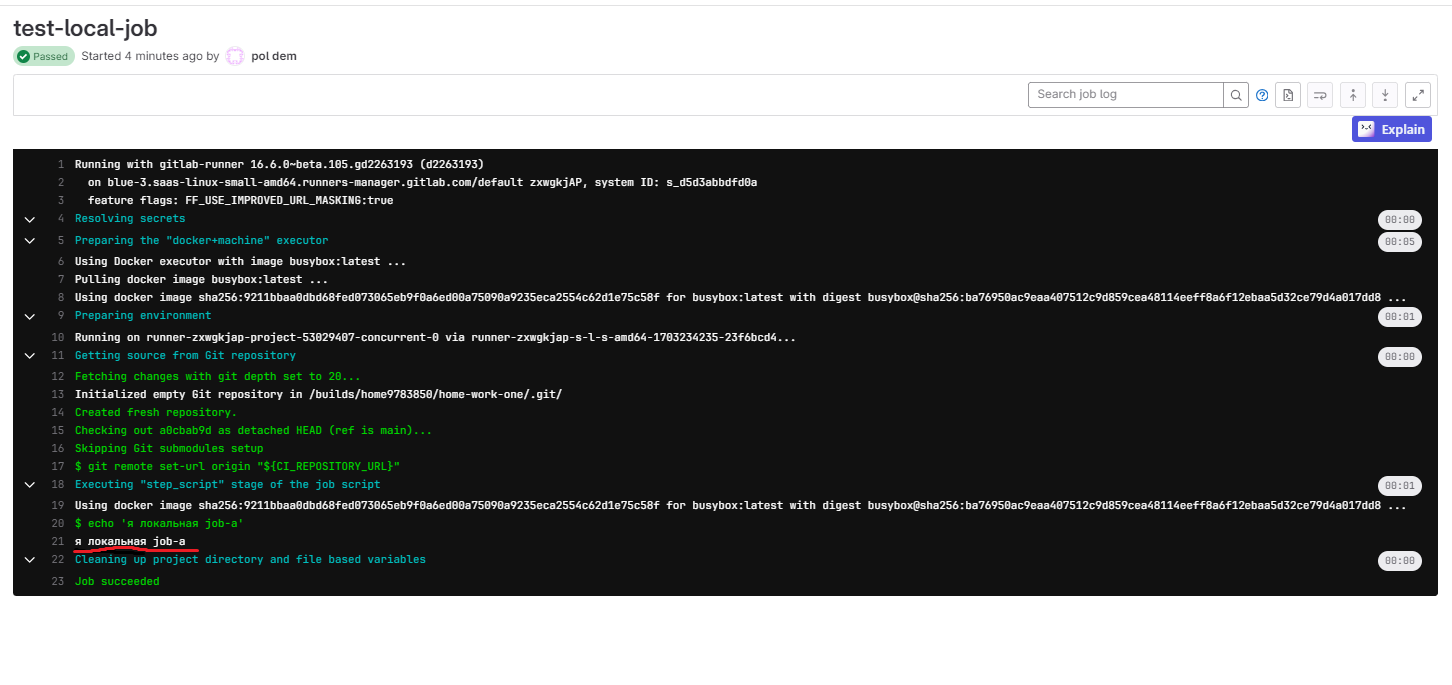 test-local-job
Passed Started 4 minutes ago by pol dem
Search job log
Explain
1 Running with gitlab-runner 16.6.0~beta.105.gd2263193 (d2263193)
2 on blue-3.saas-linux-small-amd64.runners-manager.gitlab.com/default zxwgkjAP, system ID: s_d5d3abbdfd0a
3 feature flags: FF_USE_IMPROVED_URL_MASKING:true
4 Resolving secrets 00:00
5 Preparing the "docker+machine" executor 00:05
6 Using Docker executor with image busybox:latest ...
7 Pulling docker image busybox:latest ...
8 Using docker image sha256:9211bbaa0dbd68fed073065eb9f0a6ed00a75090a9235eca2554c62d1e75c58f for busybox:latest with digest busybox@sha256:ba76950ac9eaa407512c9d859cea48114eeff8a6f12ebaa5d32ce79d4a017dd8 ...
9 Preparing environment 00:01
10 Running on runner-zxwgkjap-project-53029407-concurrent-0 via runner-zxwgkjap-s-l-s-amd64-1703234235-23f6bcd4...
11 Getting source from Git repository 00:00
12 Fetching changes with git depth set to 20...
13 Initialized empty Git repository in /builds/home9783850/home-work-one/.git/
14 Created fresh repository.
15 Checking out a0cbab9d as detached HEAD (ref is main)...
16 Skipping Git submodules setup
17 $ git remote set-url origin "${CI_REPOSITORY_URL}"
18 Executing "step_script" stage of the job script 00:01
19 Using docker image sha256:9211bbaa0dbd68fed073065eb9f0a6ed00a75090a9235eca2554c62d1e75c58f for busybox:latest with digest busybox@sha256:ba76950ac9eaa407512c9d859cea48114eeff8a6f12ebaa5d32ce79d4a017dd8 ...
20 $ echo 'я локальная job-а'
21 я локальная job-а
22 Cleaning up project directory and file based variables 00:00
23 Job succeeded